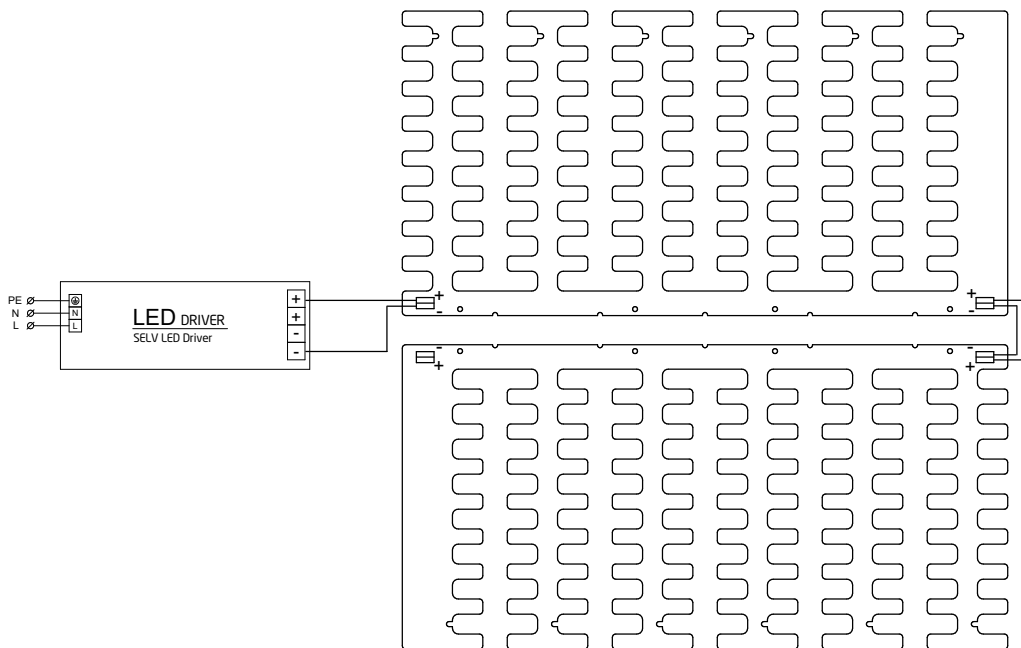 PE N L
N
L
LED DRIVER
SELV LED Driver
+
+
-
-
+
-
+
-
-
+
-
+